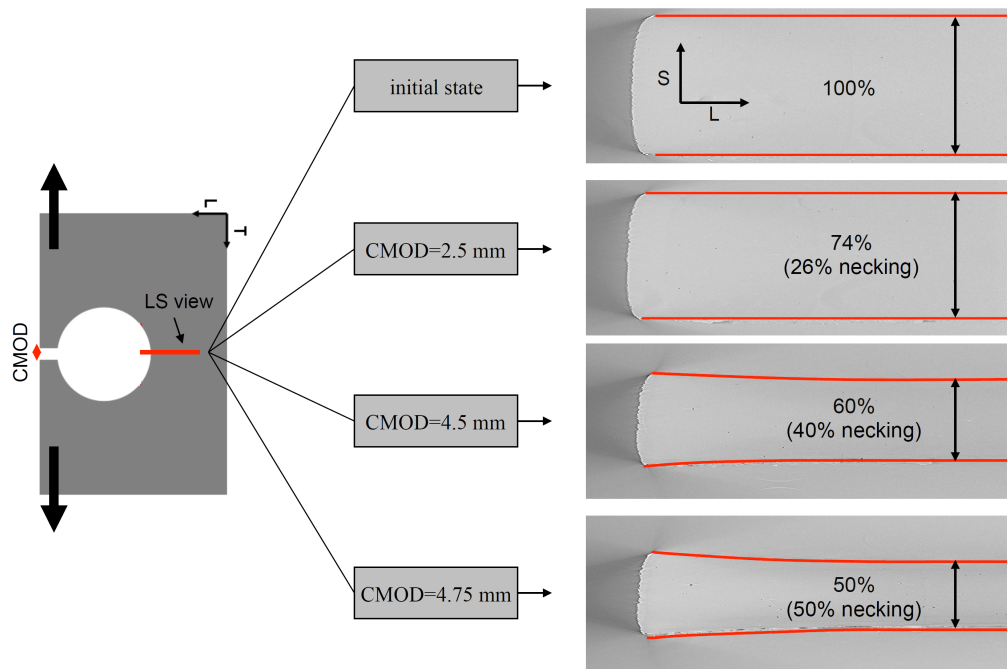 initial state
S
L
100%
L
T
CMOD=2.5 mm
74%
(26% necking)
LS view
CMOD
CMOD=4.5 mm
60%
(40% necking)
CMOD=4.75 mm
50%
(50% necking)